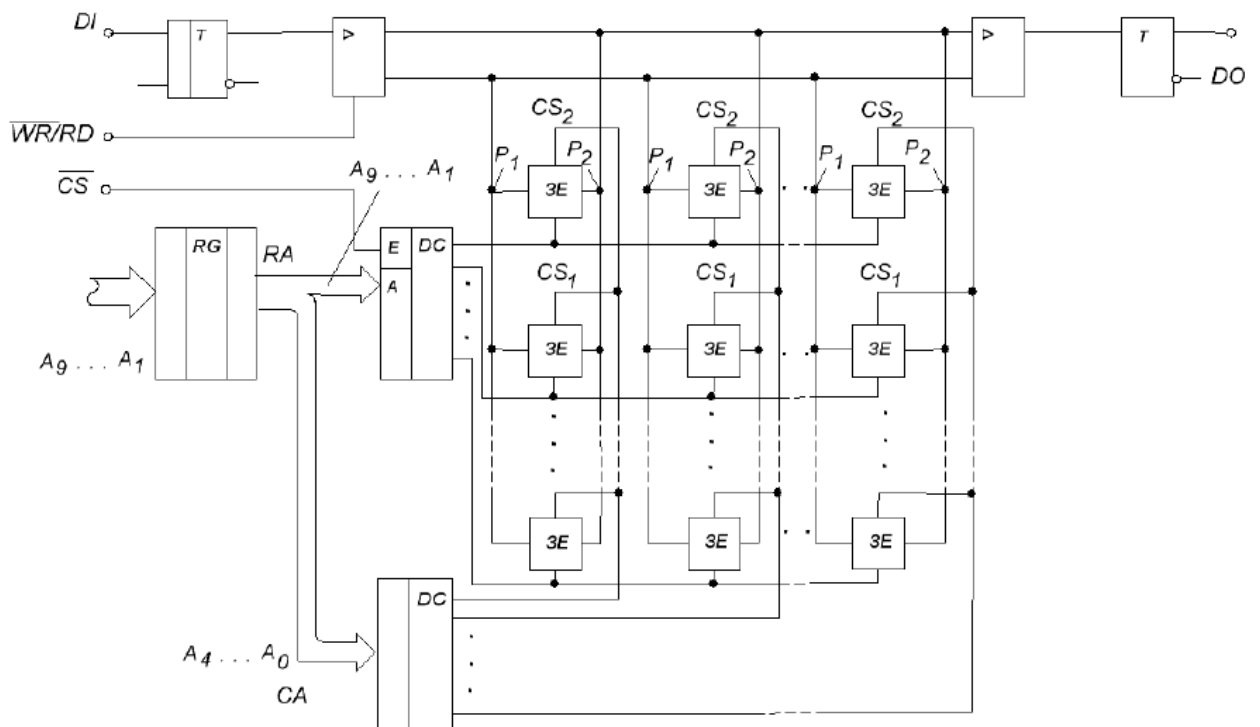 DI
T
▷
▷
T
DO
WR/RD
CS₂
CS₂
CS₂
P₁
P₂
P₁
P₂
P₁
P₂
A₉ . . . A₁
CS
ЗЕ
ЗЕ
ЗЕ
RG
RA
E
DC
A
CS₁
CS₁
CS₁
ЗЕ
ЗЕ
ЗЕ
A₉ . . . A₁
ЗЕ
ЗЕ
ЗЕ
DC
A₄ . . . A₀
CA